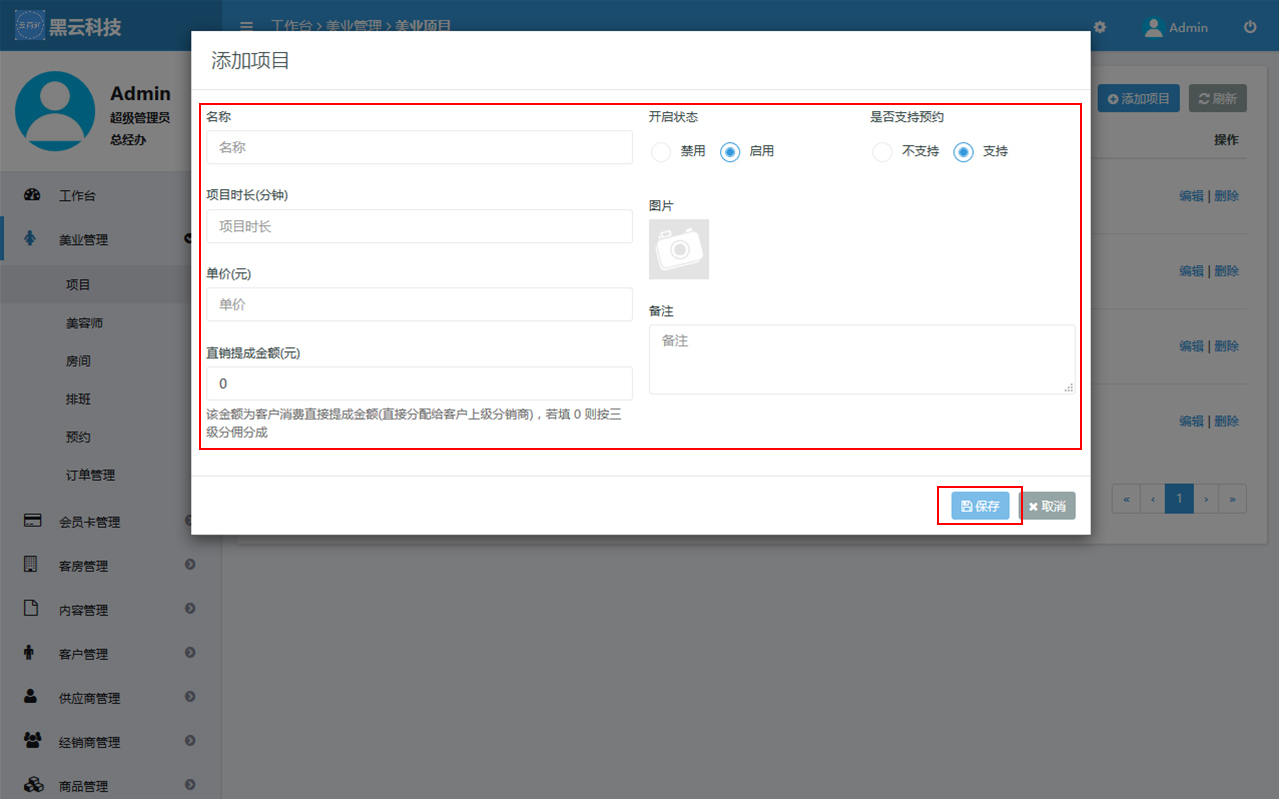 黑云科技
工作台 > 美业管理 > 美业项目
Admin
Admin
超级管理员
总经办
工作台
美业管理
项目
美容师
房间
排班
预约
订单管理
会员卡管理
客房管理
内容管理
客户管理
供应商管理
经销商管理
商品管理
添加项目
刷新
操作
编辑 | 删除
编辑 | 删除
编辑 | 删除
编辑 | 删除
« ‹ 1 › »
添加项目
名称
名称
项目时长(分钟)
项目时长
单价(元)
单价
直销提成金额(元)
0
该金额为客户消费直接提成金额(直接分配给客户上级分销商)，若填 0 则按三
级分佣分成
开启状态
禁用 启用
是否支持预约
不支持 支持
图片
备注
备注
保存
取消